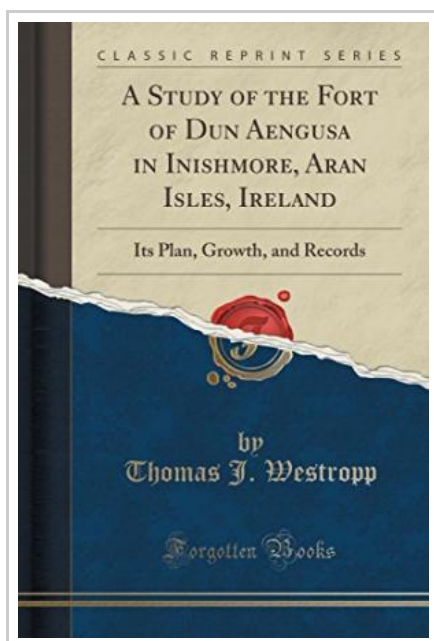 CLASSIC REPRINT SERIES
A STUDY OF THE FORT
OF DUN AENGUSA
IN INISHMORE, ARAN
ISLES, IRELAND
Its Plan, Growth, and Records
by
Thomas J. Westropp
Forgotten Books